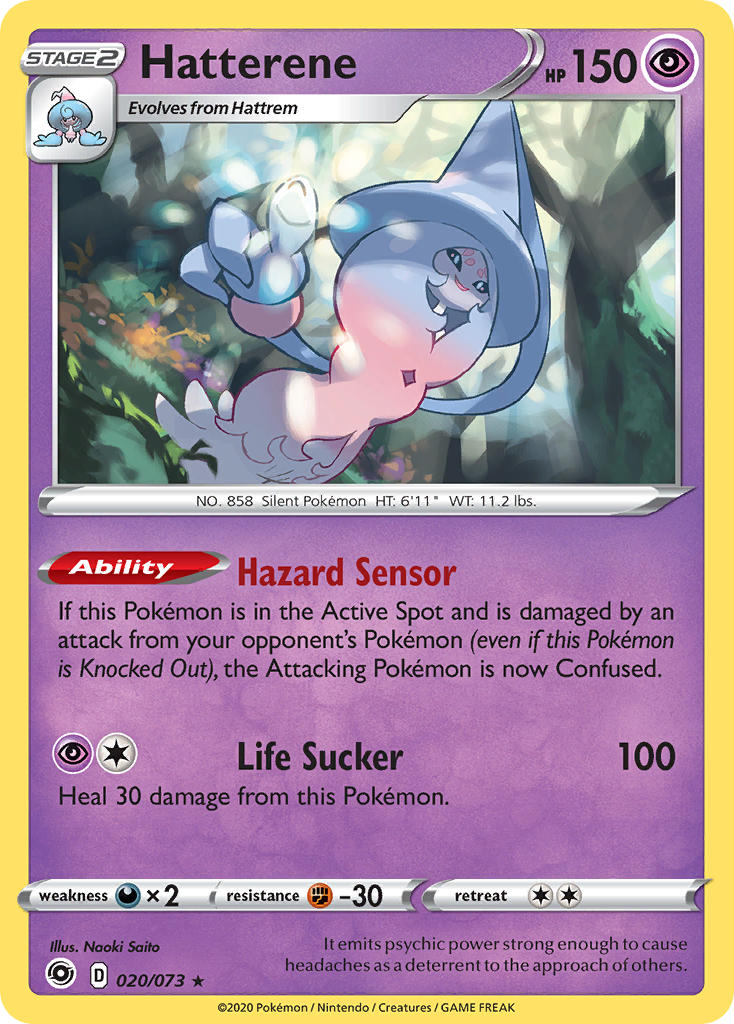 STAGE 2
Hatterene
HP 150
Evolves from Hattrem
NO. 858 Silent Pokémon HT: 6'11" WT: 11.2 lbs.
Ability Hazard Sensor
If this Pokémon is in the Active Spot and is damaged by an
attack from your opponent's Pokémon (even if this Pokémon
is Knocked Out), the Attacking Pokémon is now Confused.
Life Sucker 100
Heal 30 damage from this Pokémon.
weakness ×2 resistance -30 retreat
Illus. Naoki Saito
It emits psychic power strong enough to cause
headaches as a deterrent to the approach of others.
D 020/073 ★
©2020 Pokémon / Nintendo / Creatures / GAME FREAK